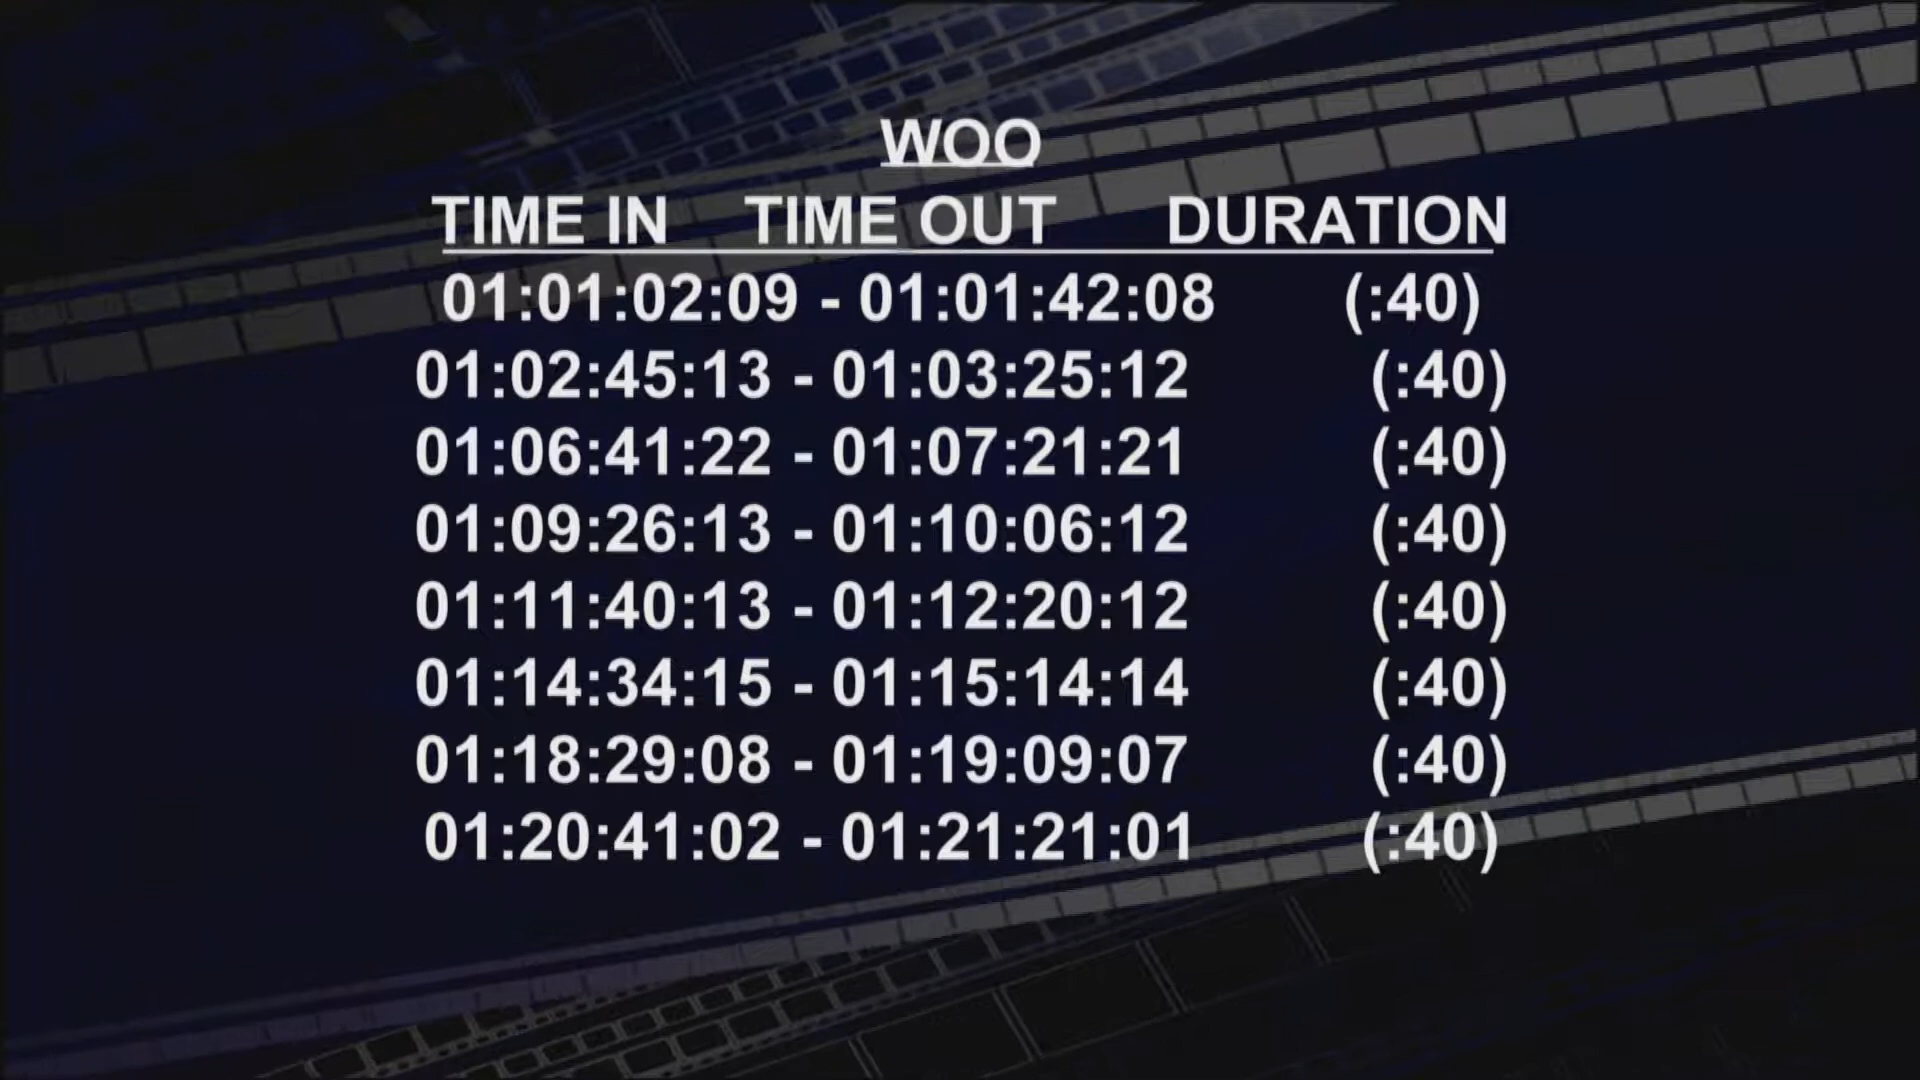 WOO
TIME IN TIME OUT DURATION
01:01:02:09 - 01:01:42:08 (:40)
01:02:45:13 - 01:03:25:12 (:40)
01:06:41:22 - 01:07:21:21 (:40)
01:09:26:13 - 01:10:06:12 (:40)
01:11:40:13 - 01:12:20:12 (:40)
01:14:34:15 - 01:15:14:14 (:40)
01:18:29:08 - 01:19:09:07 (:40)
01:20:41:02 - 01:21:21:01 (:40)